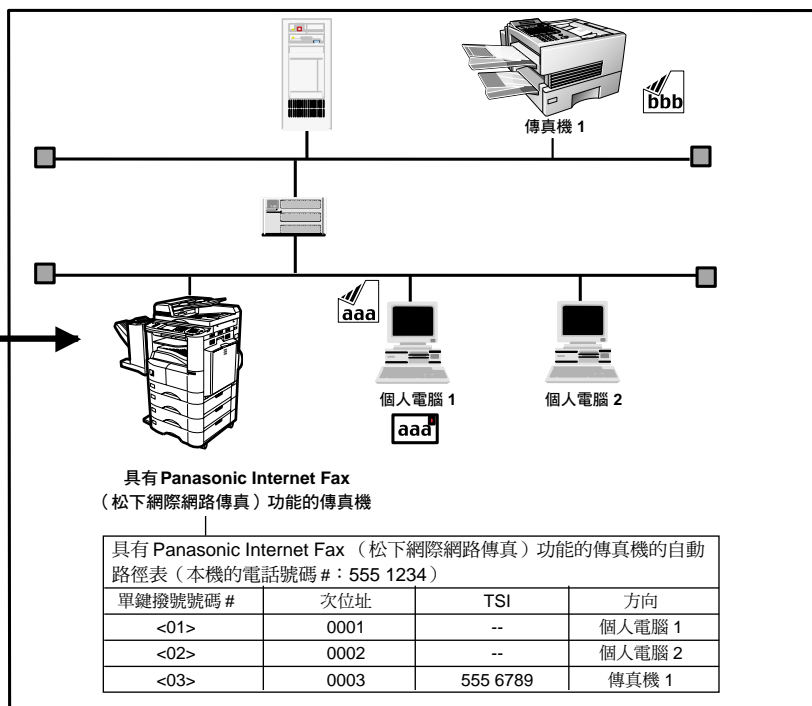 bbb
傳真機 1
aaa
個人電腦 1
個人電腦 2
aaa
具有 Panasonic Internet Fax
（松下網際網路傳真）功能的傳真機
具有 Panasonic Internet Fax （松下網際網路傳真）功能的傳真機的自動
路徑表（本機的電話號碼 #：555 1234）
單鍵撥號號碼 # 次位址 TSI 方向
<01> 0001 -- 個人電腦 1
<02> 0002 -- 個人電腦 2
<03> 0003 555 6789 傳真機 1